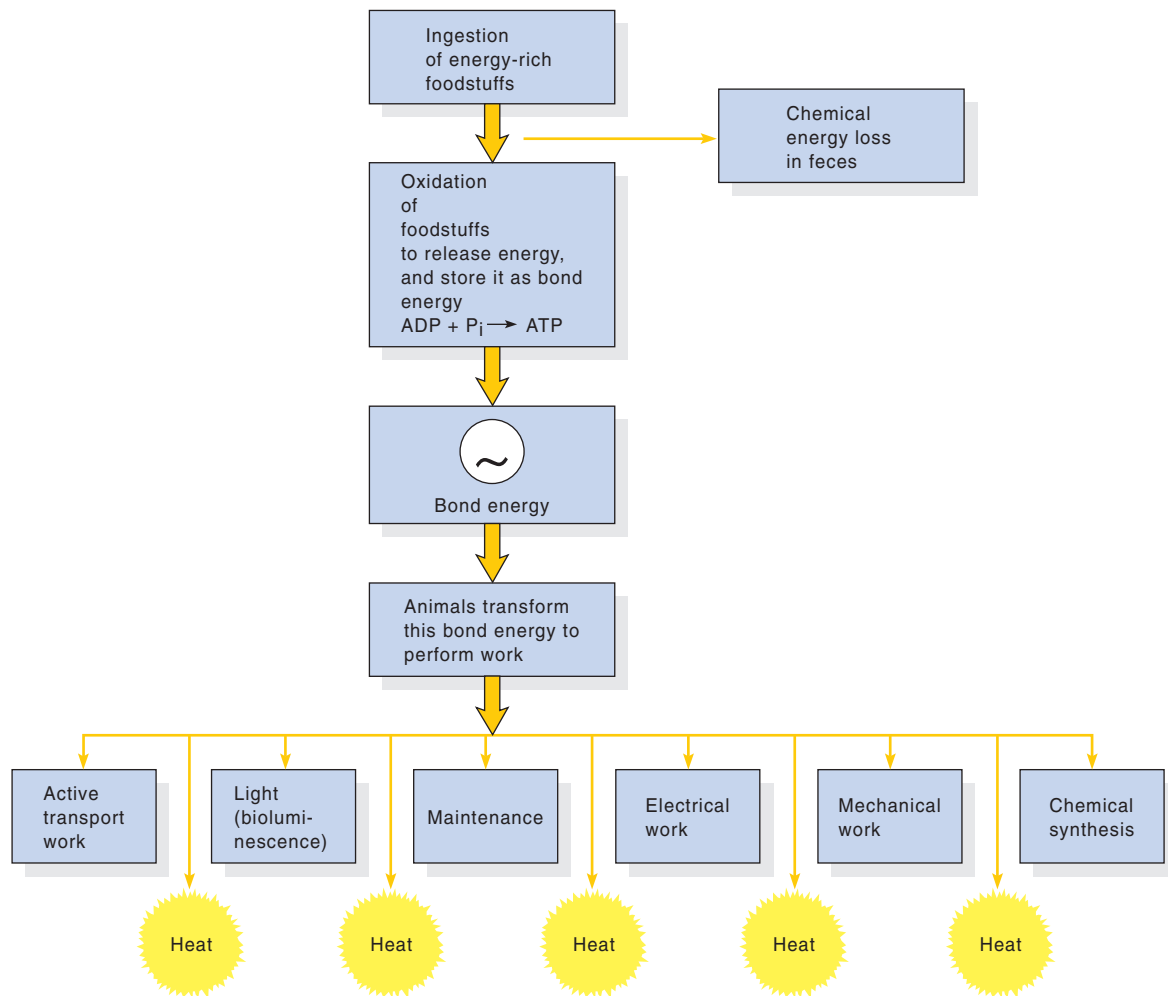 Ingestion
of energy-rich
foodstuffs
Chemical
energy loss
in feces
Oxidation
of
foodstuffs
to release energy,
and store it as bond
energy
ADP + Pi → ATP
~
Bond energy
Animals transform
this bond energy to
perform work
Active
transport
work
Light
(biolumi-
nescence)
Maintenance
Electrical
work
Mechanical
work
Chemical
synthesis
Heat
Heat
Heat
Heat
Heat